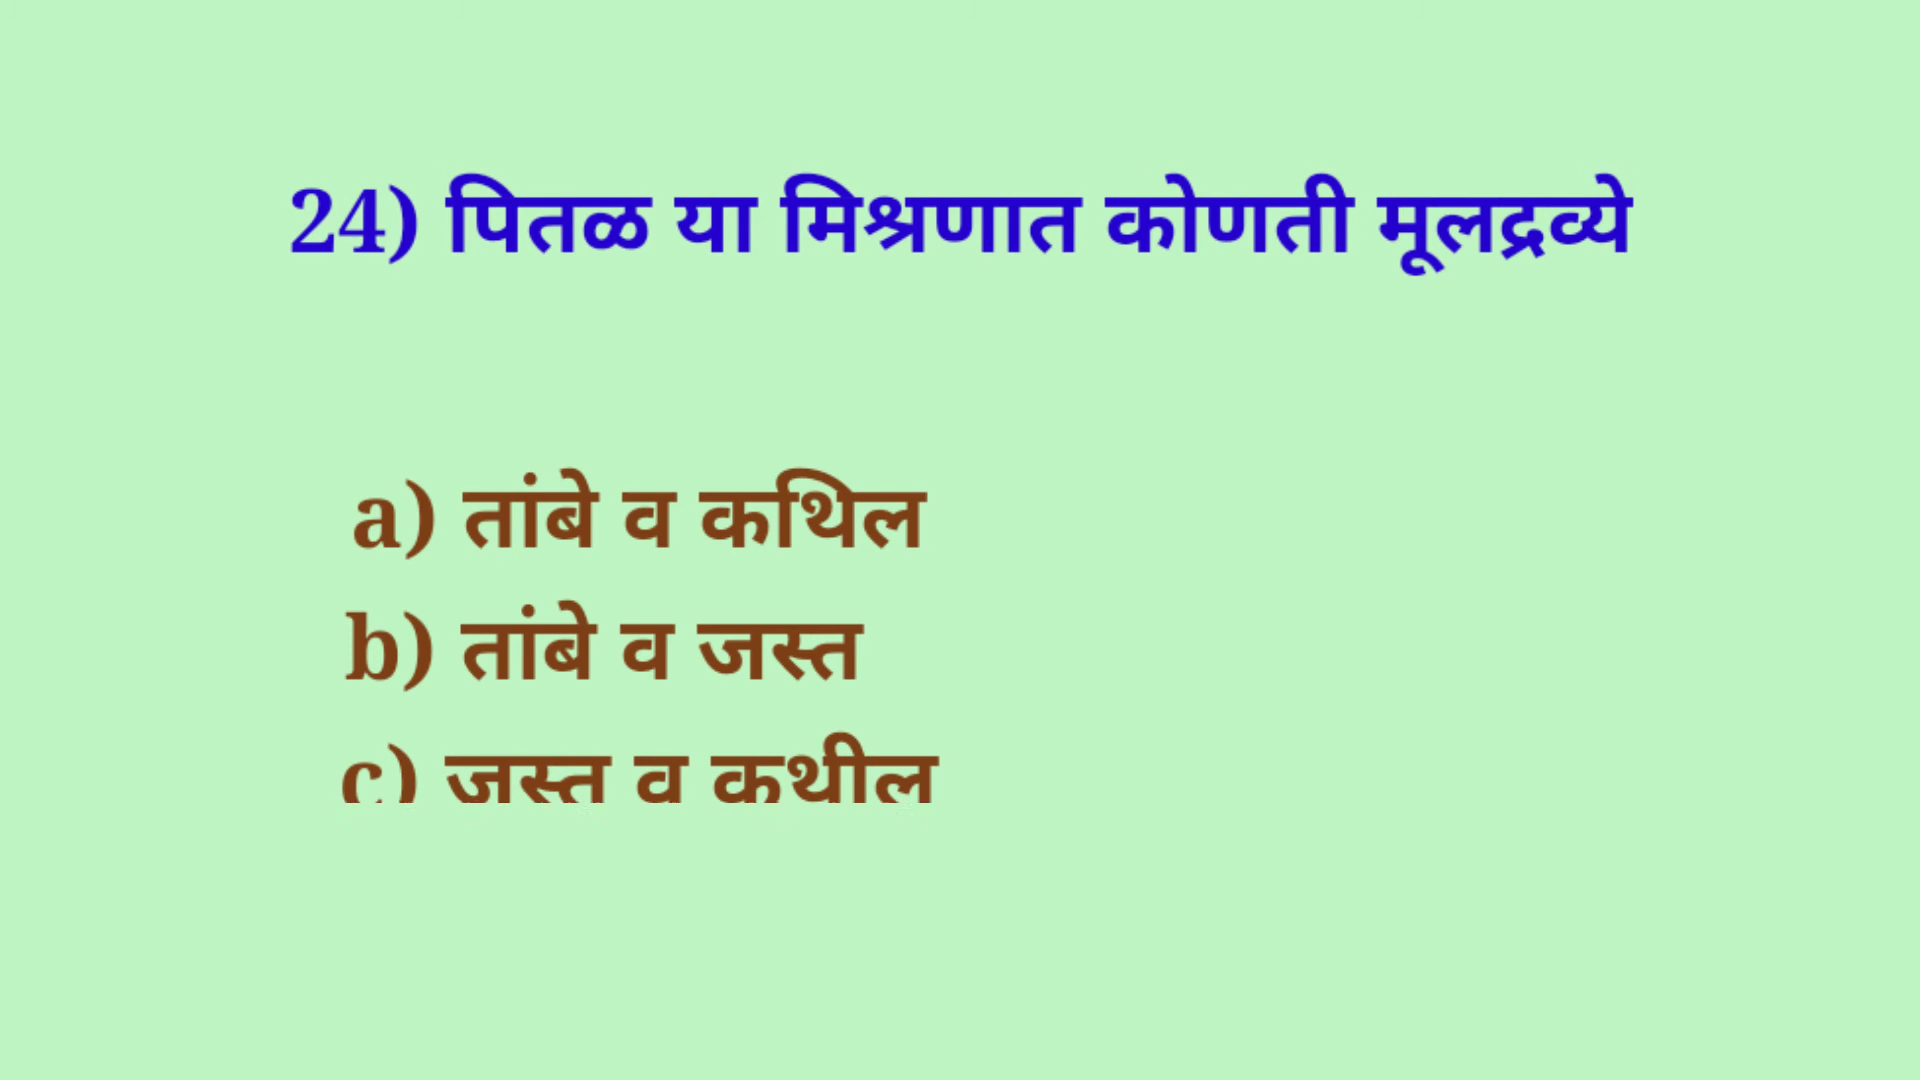 24) पितळ या मिश्रणात कोणती मूलद्रव्ये
a) तांबे व कथिल
b) तांबे व जस्त
c) जस्त व कथील